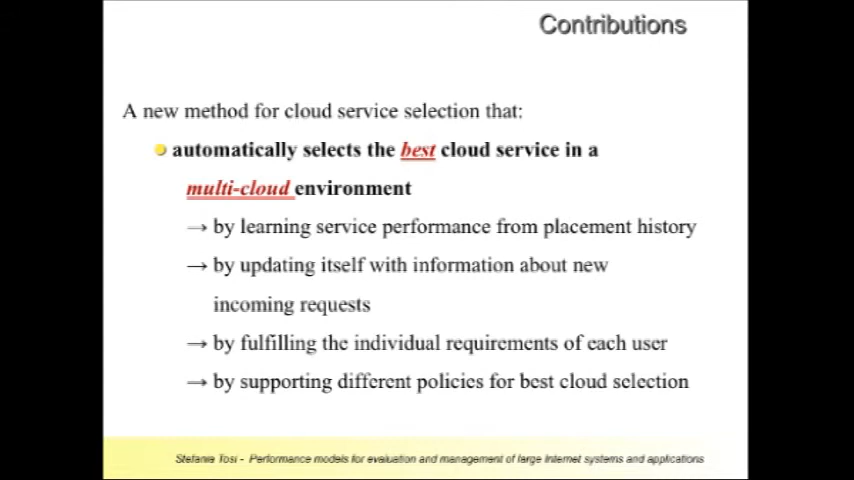 Contributions
A new method for cloud service selection that:
automatically selects the best cloud service in a
multi-cloud environment
→ by learning service performance from placement history
→ by updating itself with information about new
incoming requests
→ by fulfilling the individual requirements of each user
→ by supporting different policies for best cloud selection
Stefania Tosi - Performance models for evaluation and management of large Internet systems and applications